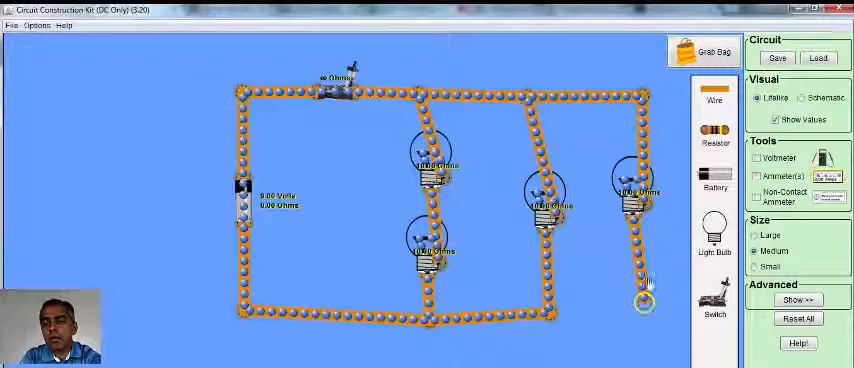 Circuit Construction Kit (DC Only) (3.20)
File Options Help
Grab Bag
Circuit
Save Load
Visual
Lifelike Schematic
Show Values
Tools
Voltmeter
Ammeter(s)
Non-Contact
Ammeter
Size
Large
Medium
Small
Advanced
Show >>
Reset All
Help!
Wire
Resistor
Battery
Light Bulb
Switch
∞ Ohms
9.00 Volts
0.00 Ohms
10.00 Ohms
10.00 Ohms
10.00 Ohms
10.00 Ohms